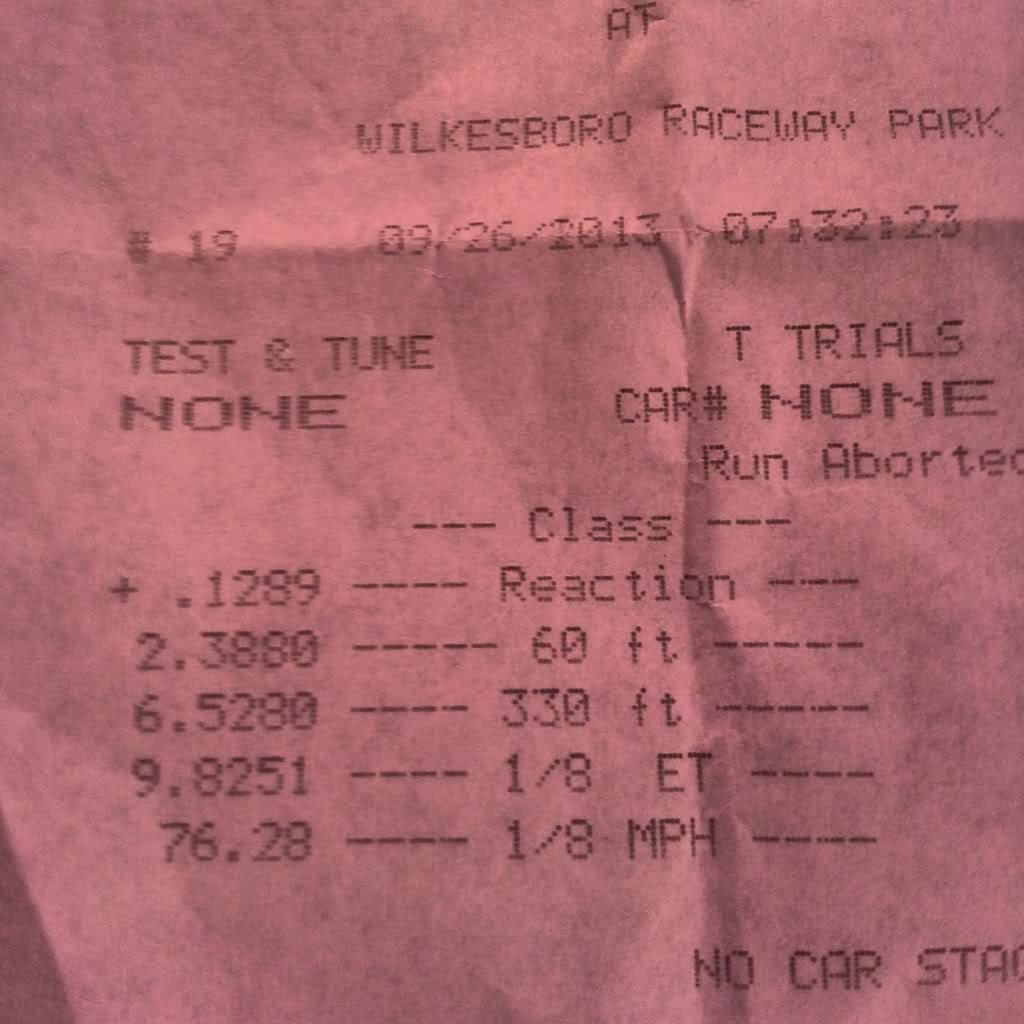 AT
WILKESBORO RACEWAY PARK
# 19 09/26/2013 07:32:23
TEST & TUNE T TRIALS
NONE CAR# NONE
Run Aborted
--- Class ---
+ .1289 ---- Reaction ---
2.3880 ----- 60 ft -----
6.5280 ---- 330 ft -----
9.8251 ---- 1/8 ET ----
76.28 ---- 1/8 MPH ----
NO CAR